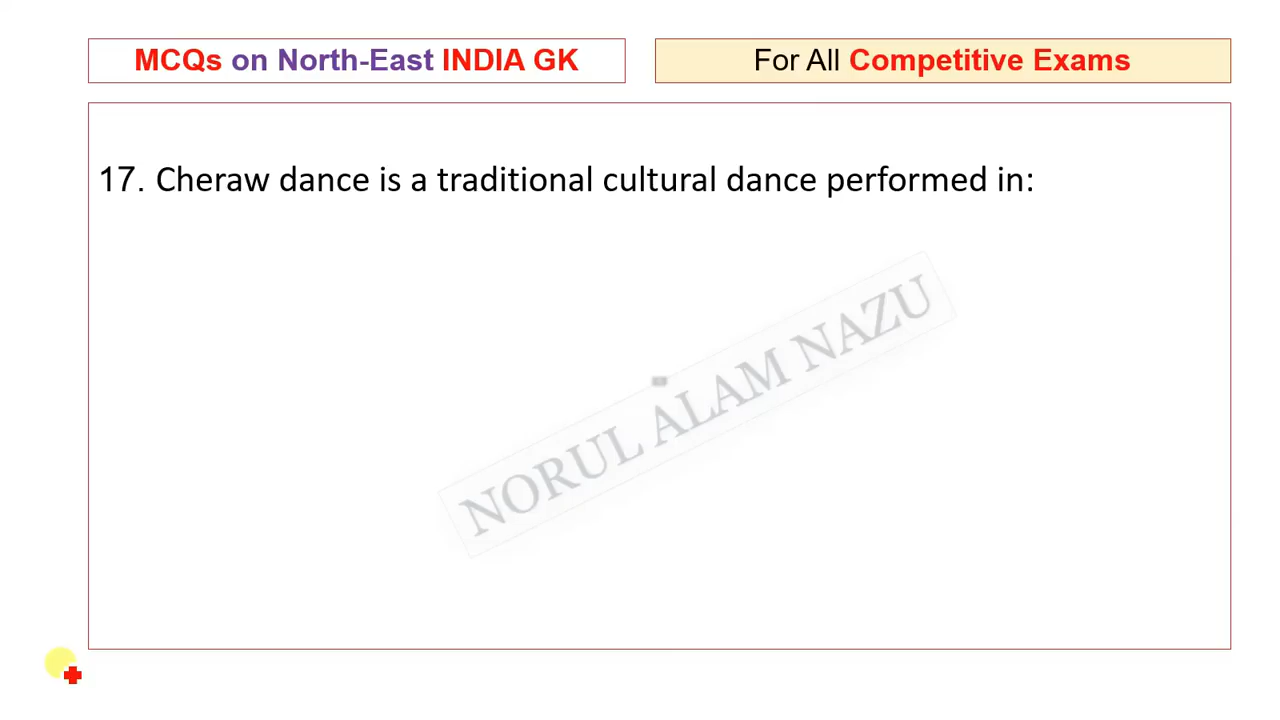 MCQs on North-East INDIA GK
For All Competitive Exams
17. Cheraw dance is a traditional cultural dance performed in:
NORUL ALAM NAZU